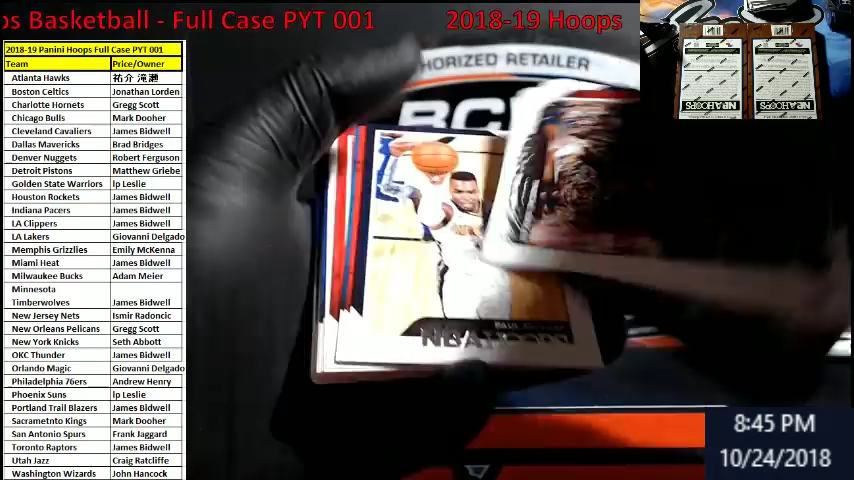 os Basketball - Full Case PYT 001 2018-19 Hoops
2018-19 Panini Hoops Full Case PYT 001
Team Price/Owner
Atlanta Hawks 祐介 滝瀬
Boston Celtics Jonathan Lorden
Charlotte Hornets Gregg Scott
Chicago Bulls Mark Dooher
Cleveland Cavaliers James Bidwell
Dallas Mavericks Brad Bridges
Denver Nuggets Robert Ferguson
Detroit Pistons Matthew Griebe
Golden State Warriors lp Leslie
Houston Rockets James Bidwell
Indiana Pacers James Bidwell
LA Clippers James Bidwell
LA Lakers Giovanni Delgado
Memphis Grizzlies Emily McKenna
Miami Heat James Bidwell
Milwaukee Bucks Adam Meier
Minnesota
Timberwolves James Bidwell
New Jersey Nets Ismir Radoncic
New Orleans Pelicans Gregg Scott
New York Knicks Seth Abbott
OKC Thunder James Bidwell
Orlando Magic Giovanni Delgado
Philadelphia 76ers Andrew Henry
Phoenix Suns lp Leslie
Portland Trail Blazers James Bidwell
Sacrametnto Kings Mark Dooher
San Antonio Spurs Frank Jaggard
Toronto Raptors James Bidwell
Utah Jazz Craig Ratcliffe
Washington Wizards John Hancock
HORIZED RETAILER
BC
PAUL
NBA HOOPS
NBA HOOPS
NBA HOOPS
8:45 PM
10/24/2018